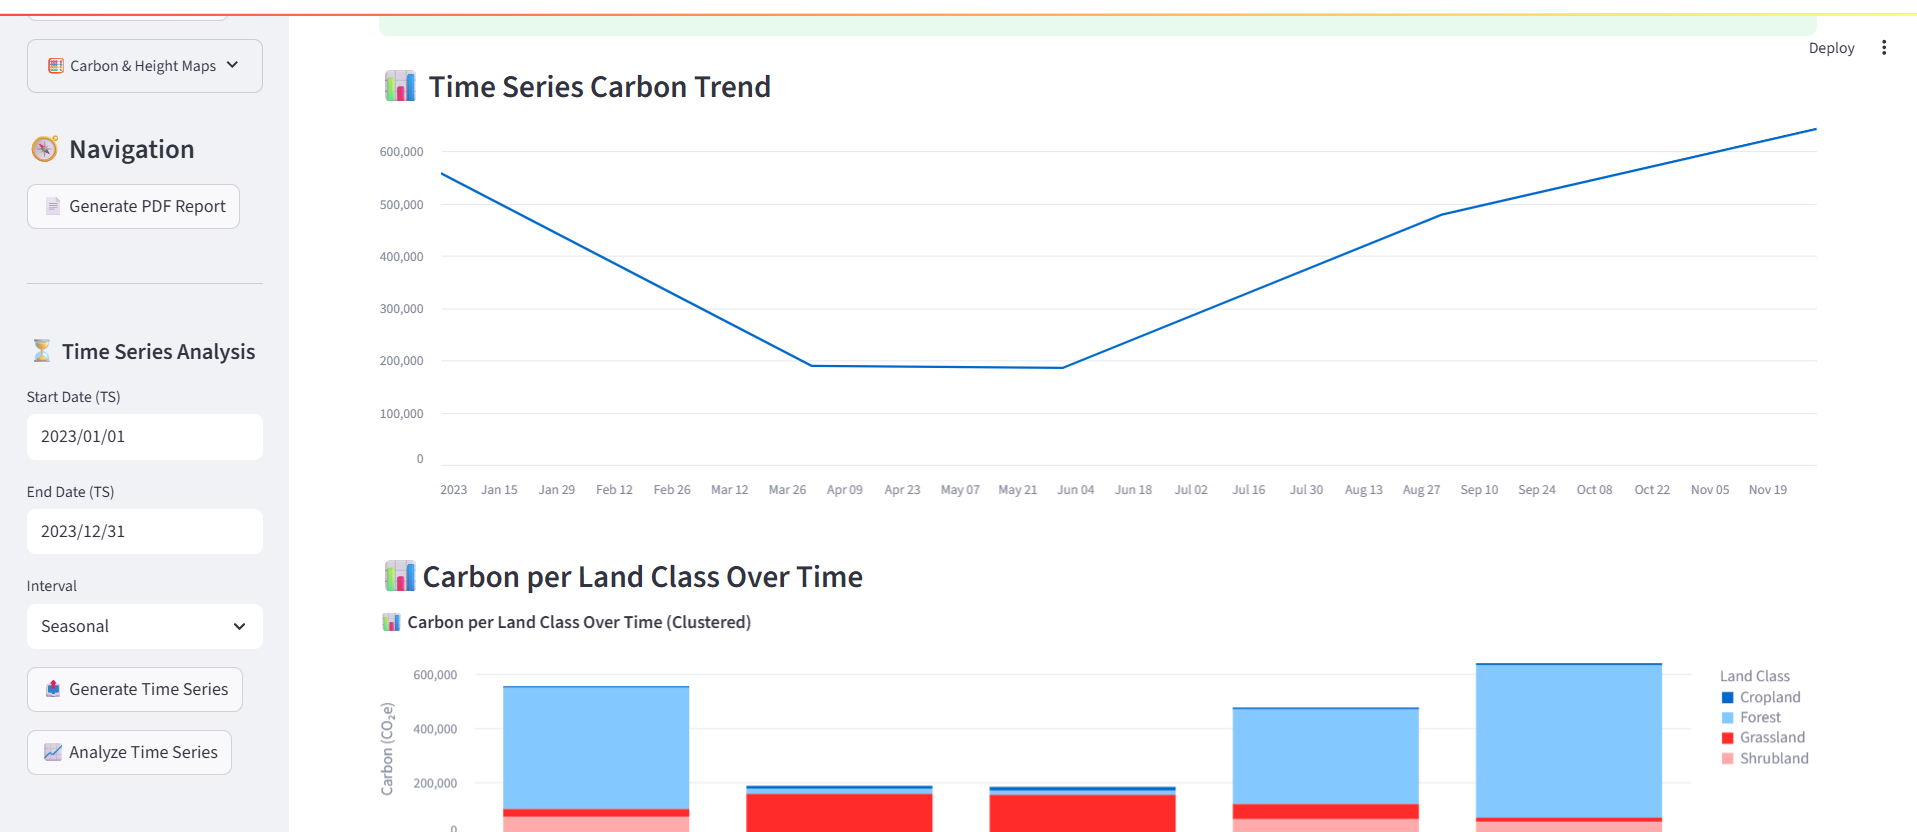 Carbon & Height Maps
Navigation
Generate PDF Report
Time Series Analysis
Start Date (TS)
2023/01/01
End Date (TS)
2023/12/31
Interval
Seasonal
Generate Time Series
Analyze Time Series
Deploy
Time Series Carbon Trend
600,000
500,000
400,000
300,000
200,000
100,000
0
2023 Jan 15 Jan 29 Feb 12 Feb 26 Mar 12 Mar 26 Apr 09 Apr 23 May 07 May 21 Jun 04 Jun 18 Jul 02 Jul 16 Jul 30 Aug 13 Aug 27 Sep 10 Sep 24 Oct 08 Oct 22 Nov 05 Nov 19
Carbon per Land Class Over Time
Carbon per Land Class Over Time (Clustered)
Carbon (CO₂e)
600,000
400,000
200,000
0
Land Class
Cropland
Forest
Grassland
Shrubland